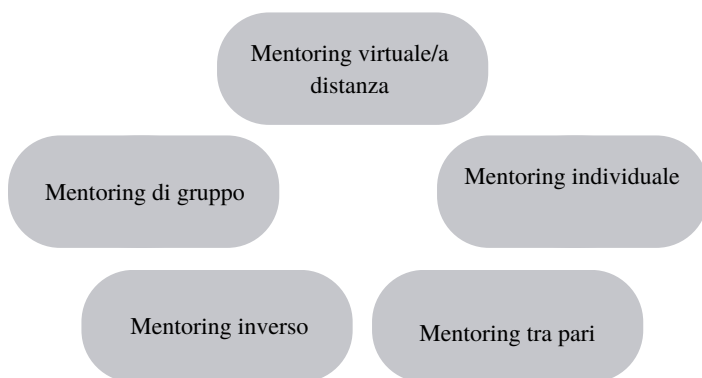 Mentoring virtuale/a
distanza
Mentoring di gruppo
Mentoring individuale
Mentoring inverso
Mentoring tra pari